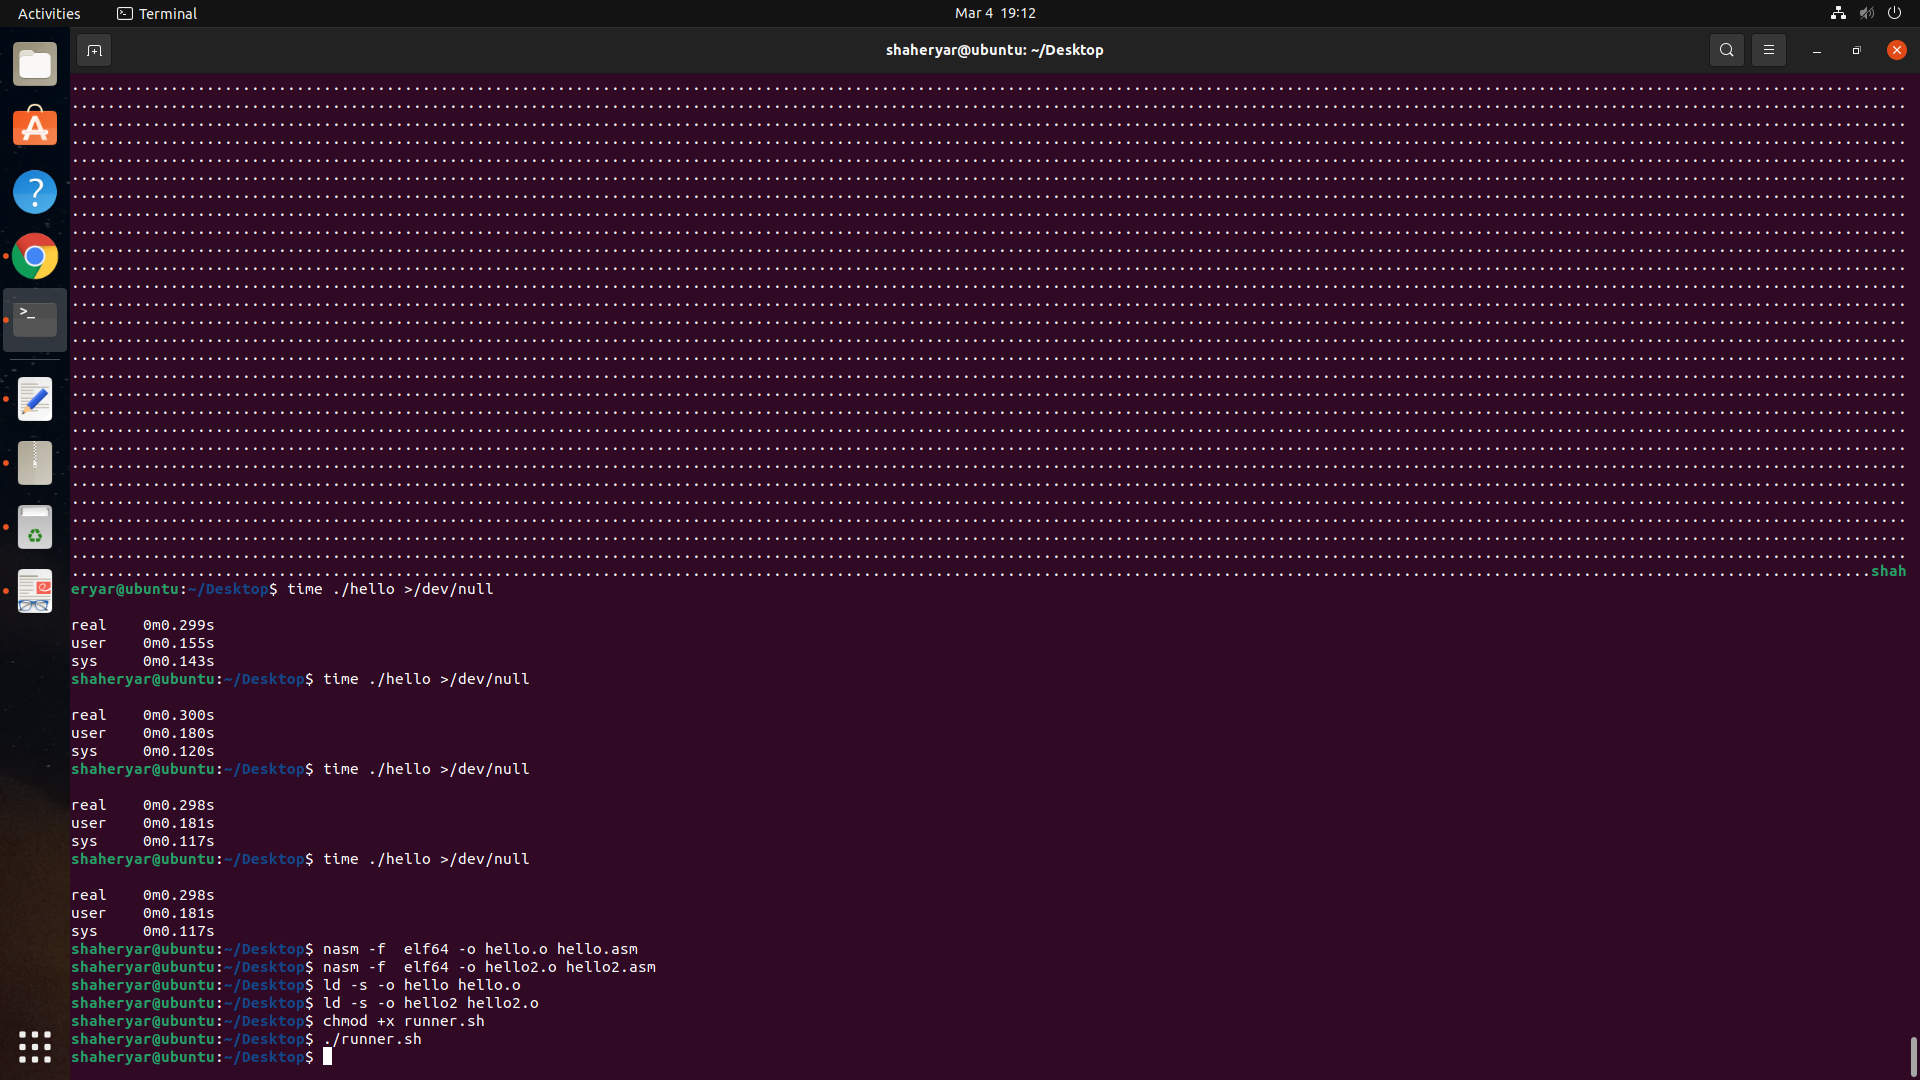 Activities
Terminal
Mar 4 19:12
shaheryar@ubuntu: ~/Desktop
shah
eryar@ubuntu:~/Desktop$ time ./hello >/dev/null
real 0m0.299s
user 0m0.155s
sys 0m0.143s
shaheryar@ubuntu:~/Desktop$ time ./hello >/dev/null
real 0m0.300s
user 0m0.180s
sys 0m0.120s
shaheryar@ubuntu:~/Desktop$ time ./hello >/dev/null
real 0m0.298s
user 0m0.181s
sys 0m0.117s
shaheryar@ubuntu:~/Desktop$ time ./hello >/dev/null
real 0m0.298s
user 0m0.181s
sys 0m0.117s
shaheryar@ubuntu:~/Desktop$ nasm -f  elf64 -o hello.o hello.asm
shaheryar@ubuntu:~/Desktop$ nasm -f  elf64 -o hello2.o hello2.asm
shaheryar@ubuntu:~/Desktop$ ld -s -o hello hello.o
shaheryar@ubuntu:~/Desktop$ ld -s -o hello2 hello2.o
shaheryar@ubuntu:~/Desktop$ chmod +x runner.sh
shaheryar@ubuntu:~/Desktop$ ./runner.sh
shaheryar@ubuntu:~/Desktop$